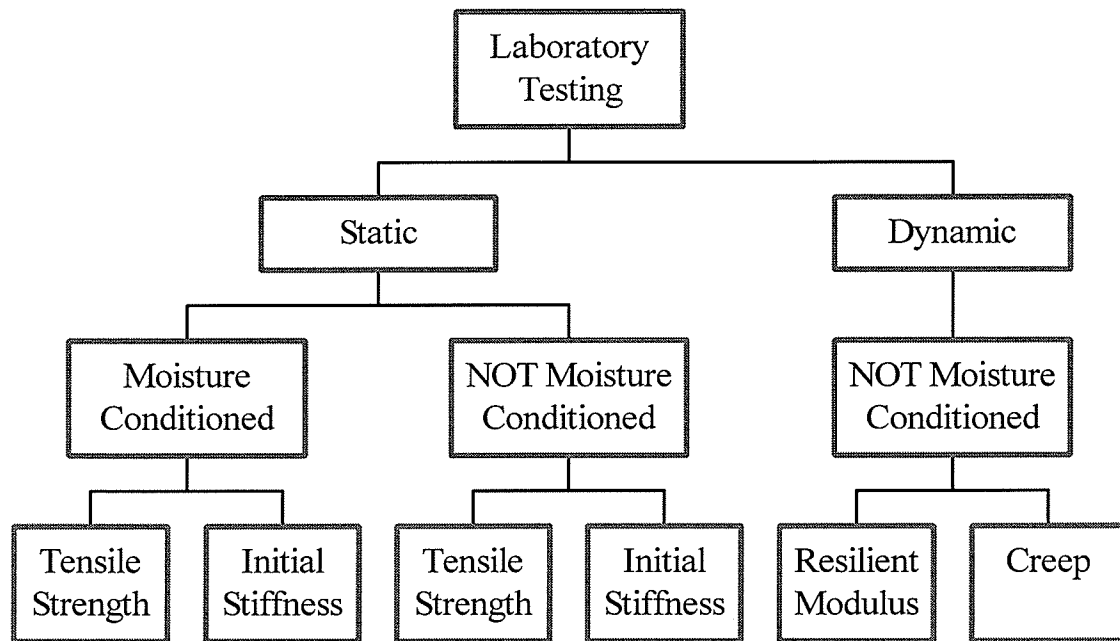 Laboratory
Testing
Static
Dynamic
Moisture
Conditioned
NOT Moisture
Conditioned
NOT Moisture
Conditioned
Tensile
Strength
Initial
Stiffness
Tensile
Strength
Initial
Stiffness
Resilient
Modulus
Creep